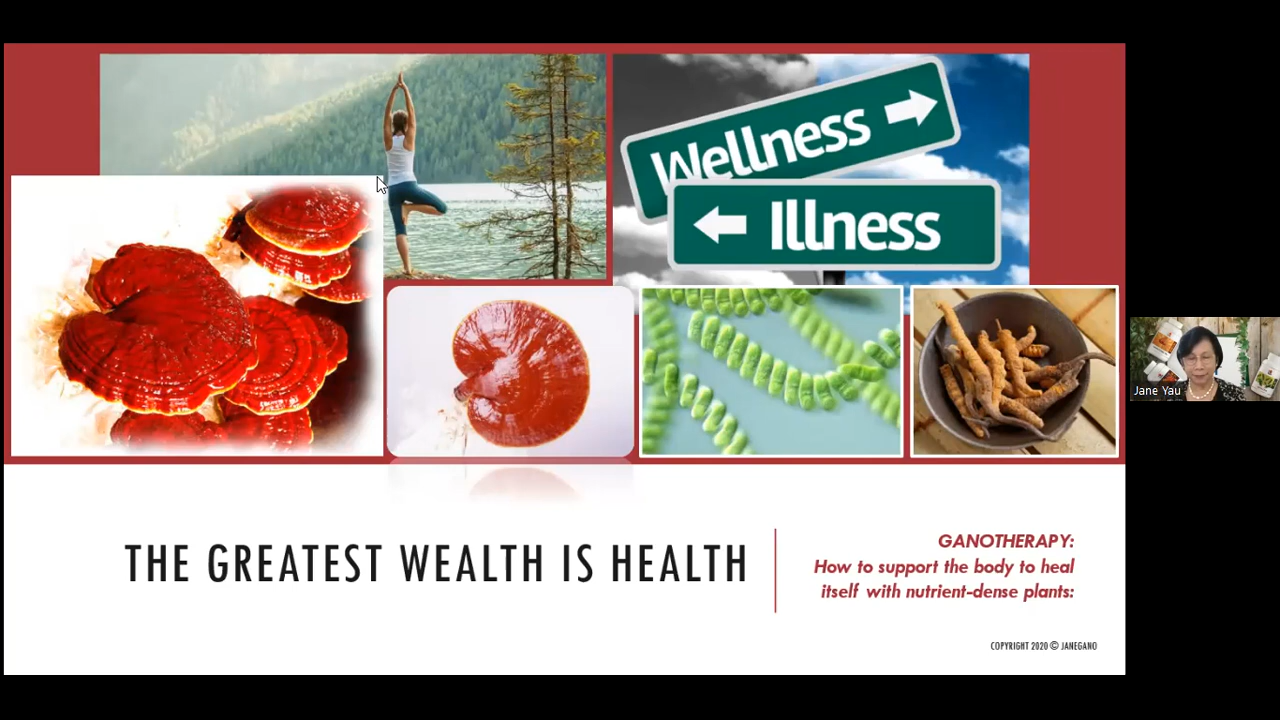 Wellness
Illness
Jane Yau
THE GREATEST WEALTH IS HEALTH
GANOTHERAPY:
How to support the body to heal
itself with nutrient-dense plants:
COPYRIGHT 2020 © JANEGANO